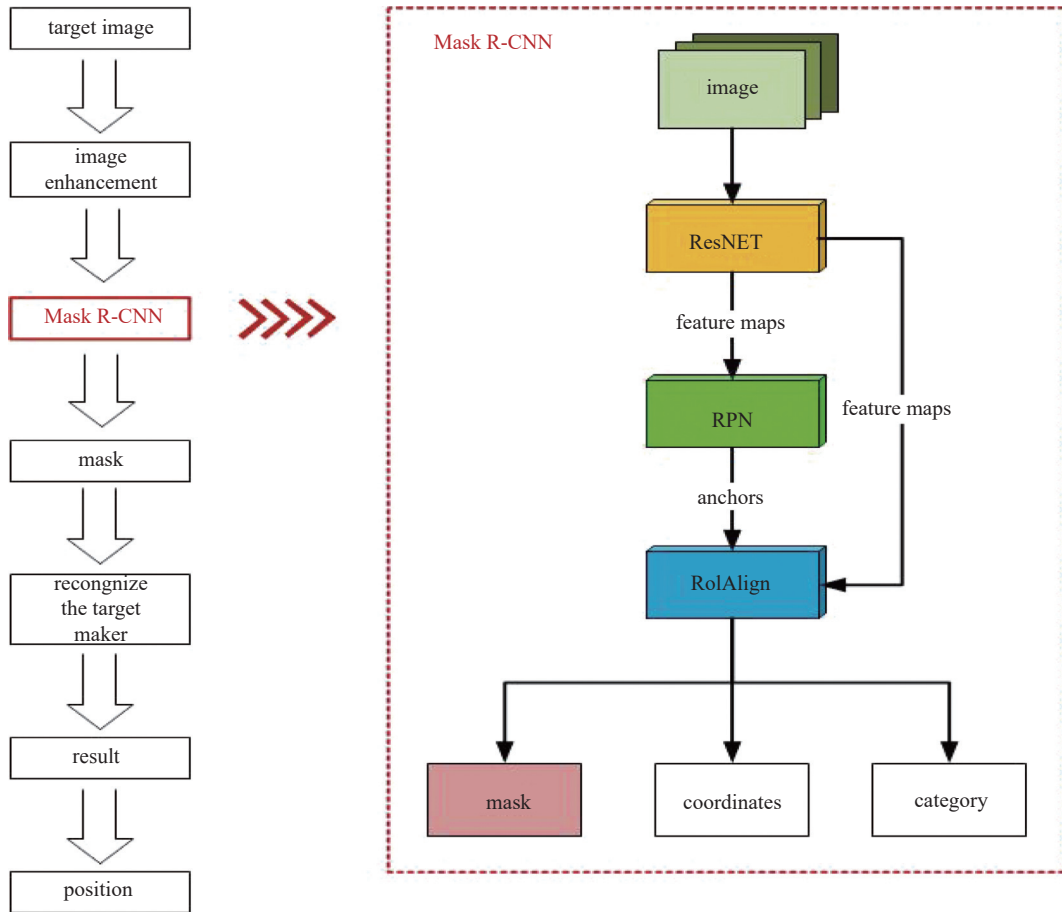 target image
image
enhancement
Mask R-CNN
mask
recongnize
the target
maker
result
position
Mask R-CNN
image
ResNET
feature maps
RPN
feature maps
anchors
RolAlign
mask
coordinates
category